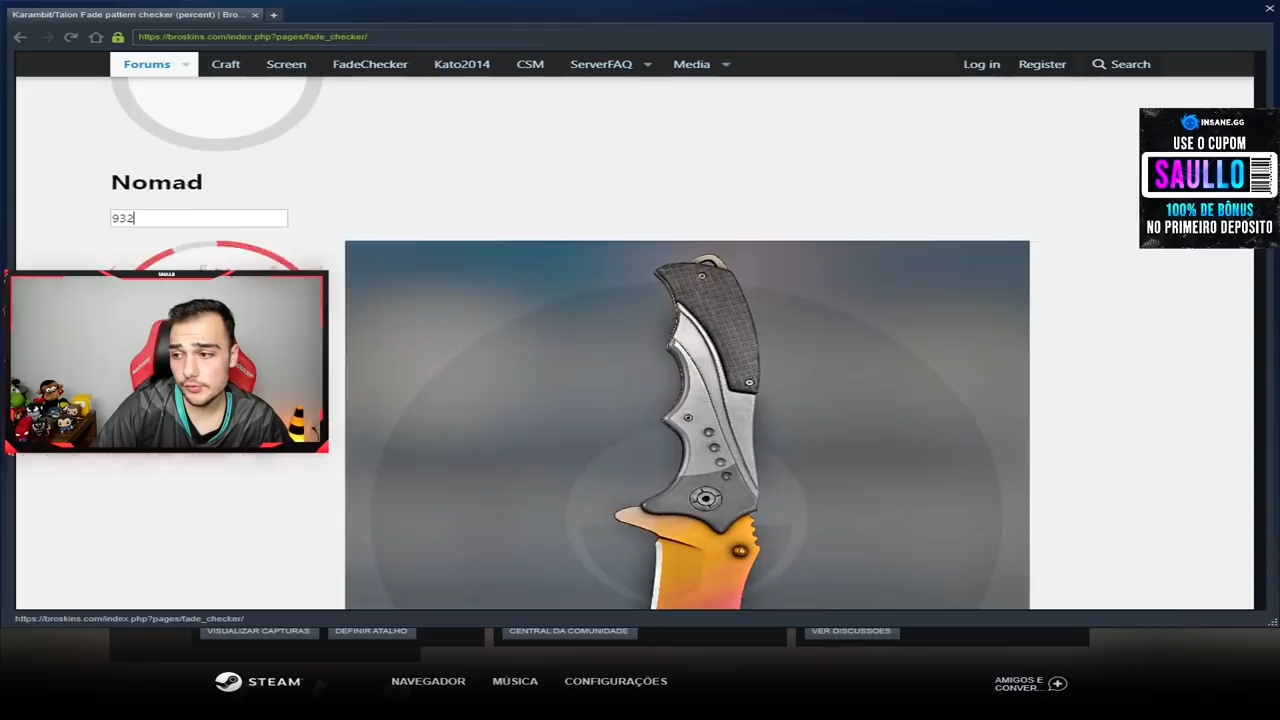 Karambit/Talon Fade pattern checker (percent) | Bro...
https://broskins.com/index.php?pages/fade_checker/
Forums Craft Screen FadeChecker Kato2014 CSM ServerFAQ Media Log in Register Search
INSANE.GG
USE O CUPOM
SAULLO
100% DE BÔNUS
NO PRIMEIRO DEPOSITO
Nomad
932
SAULLO
https://broskins.com/index.php?pages/fade_checker/
VISUALIZAR CAPTURAS DEFINIR ATALHO CENTRAL DA COMUNIDADE VER DISCUSSÕES
STEAM NAVEGADOR MÚSICA CONFIGURAÇÕES
AMIGOS E
CONVER...